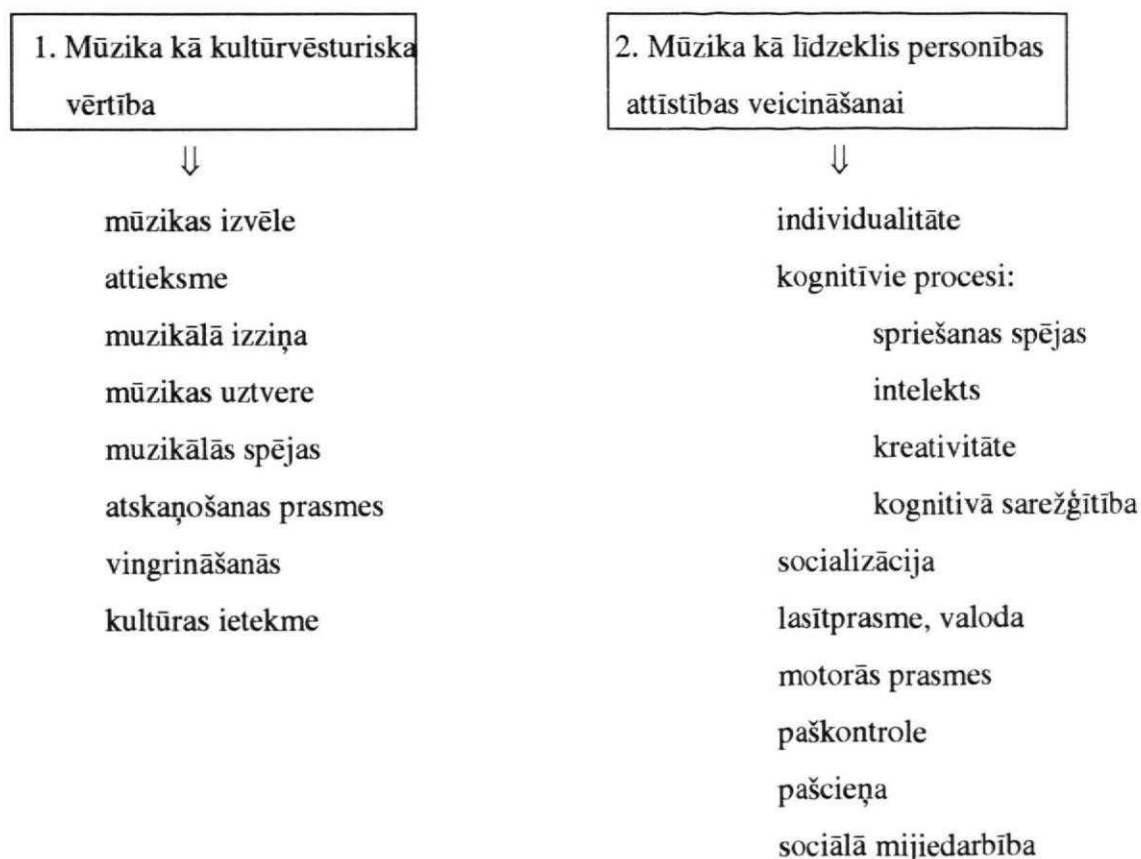 1. Mūzika kā kultūrvēsturiska
vērtība
⇓
mūzikas izvēle
attieksme
muzikālā izziņa
mūzikas uztvere
muzikālās spējas
atskaņošanas prasmes
vingrināšanās
kultūras ietekme
2. Mūzika kā līdzeklis personības
attīstības veicināšanai
⇓
individualitāte
kognitīvie procesi:
spriešanas spējas
intelekts
kreativitāte
kognitivā sarežģītība
socializācija
lasītprasme, valoda
motorās prasmes
paškontrole
pašcieņa
sociālā mijiedarbība